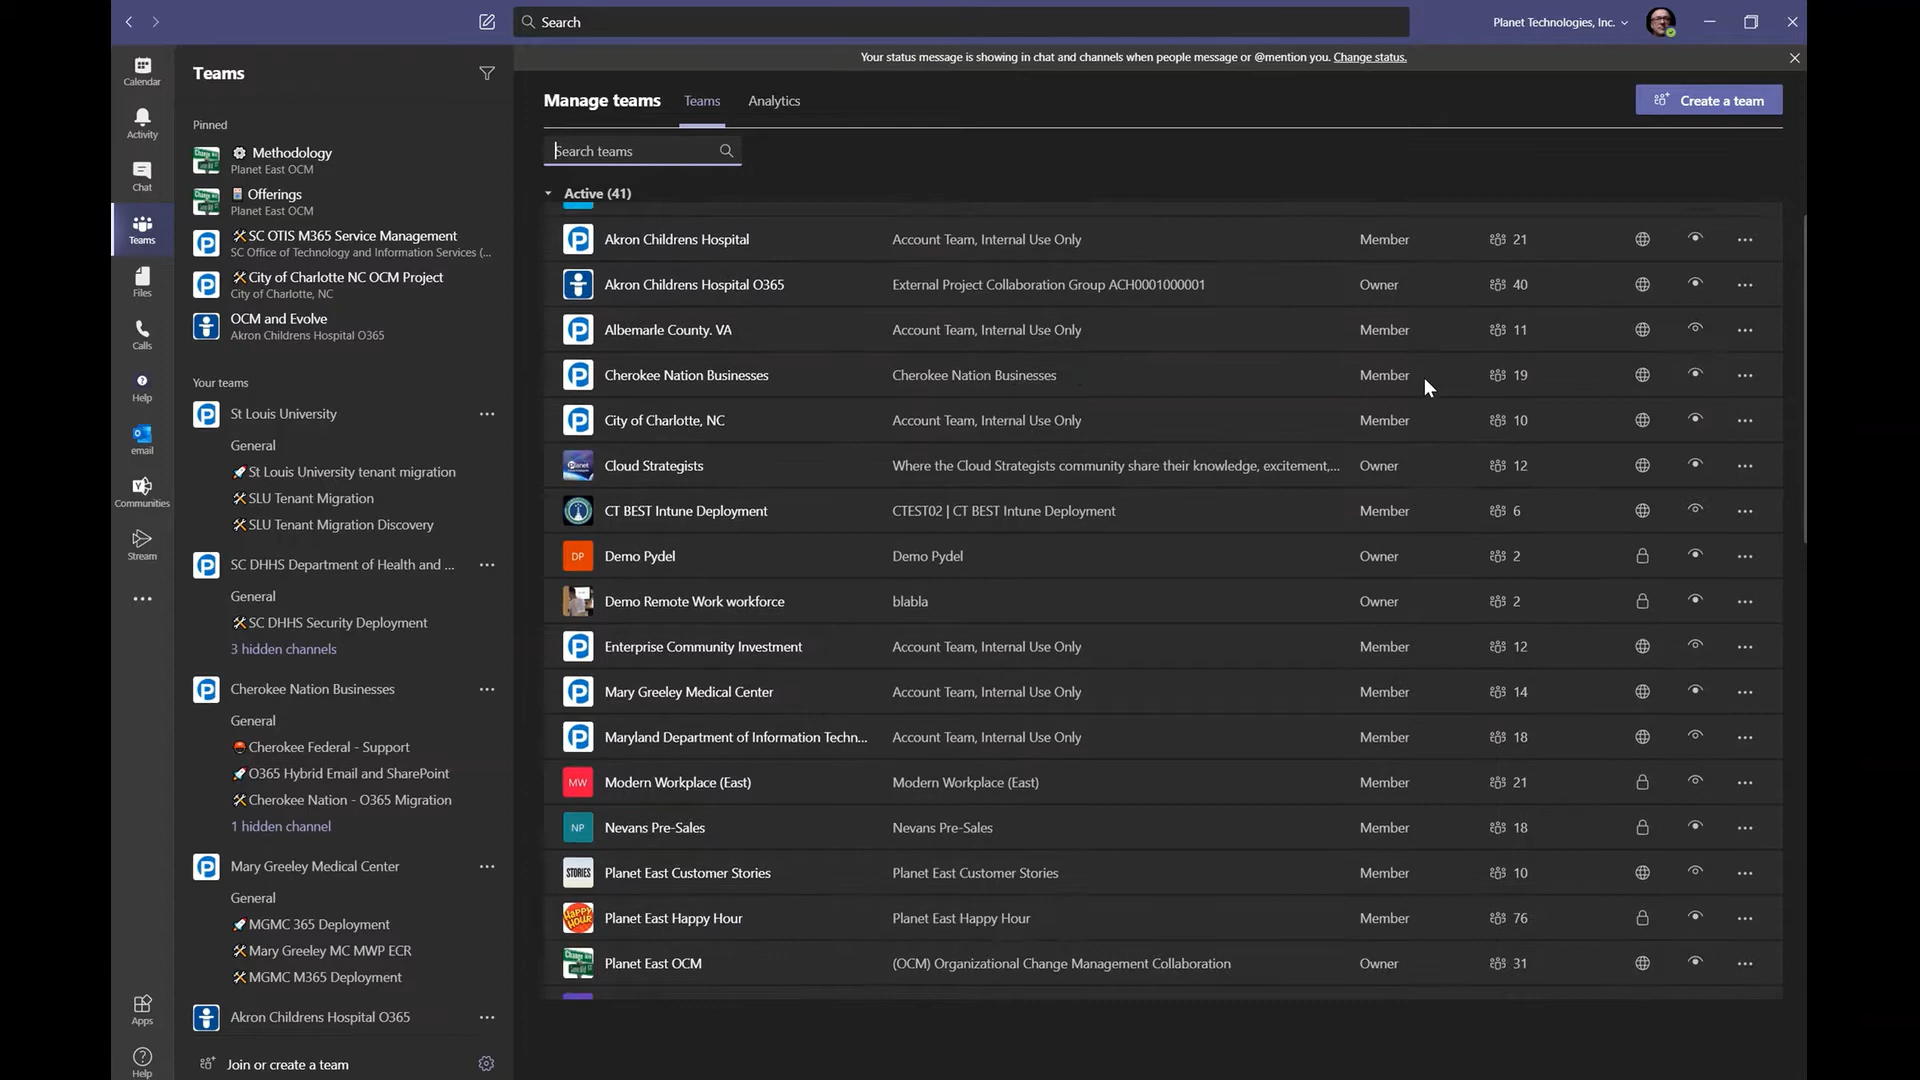 Search
Planet Technologies, Inc.
Your status message is showing in chat and channels when people message or @mention you. Change status.
Calendar
Activity
Chat
Teams
Files
Calls
Help
email
Communities
Stream
Apps
Help
Teams
Pinned
Methodology
Planet East OCM
Offerings
Planet East OCM
SC OTIS M365 Service Management
SC Office of Technology and Information Services (...
City of Charlotte NC OCM Project
City of Charlotte, NC
OCM and Evolve
Akron Childrens Hospital O365
Your teams
St Louis University
General
St Louis University tenant migration
SLU Tenant Migration
SLU Tenant Migration Discovery
SC DHHS Department of Health and ...
General
SC DHHS Security Deployment
3 hidden channels
Cherokee Nation Businesses
General
Cherokee Federal - Support
O365 Hybrid Email and SharePoint
Cherokee Nation - O365 Migration
1 hidden channel
Mary Greeley Medical Center
General
MGMC 365 Deployment
Mary Greeley MC MWP ECR
MGMC M365 Deployment
Akron Childrens Hospital O365
Join or create a team
Manage teams Teams Analytics
Create a team
Search teams
Active (41)
Akron Childrens Hospital Account Team, Internal Use Only Member 21
Akron Childrens Hospital O365 External Project Collaboration Group ACH0001000001 Owner 40
Albemarle County. VA Account Team, Internal Use Only Member 11
Cherokee Nation Businesses Cherokee Nation Businesses Member 19
City of Charlotte, NC Account Team, Internal Use Only Member 10
Cloud Strategists Where the Cloud Strategists community share their knowledge, excitement,... Owner 12
CT BEST Intune Deployment CTEST02 | CT BEST Intune Deployment Member 6
DP Demo Pydel Demo Pydel Owner 2
Demo Remote Work workforce blabla Owner 2
Enterprise Community Investment Account Team, Internal Use Only Member 12
Mary Greeley Medical Center Account Team, Internal Use Only Member 14
Maryland Department of Information Techn... Account Team, Internal Use Only Member 18
MW Modern Workplace (East) Modern Workplace (East) Member 21
NP Nevans Pre-Sales Nevans Pre-Sales Member 18
STORIES Planet East Customer Stories Planet East Customer Stories Member 10
HAPPY HOUR Planet East Happy Hour Planet East Happy Hour Member 76
Planet East OCM (OCM) Organizational Change Management Collaboration Owner 31